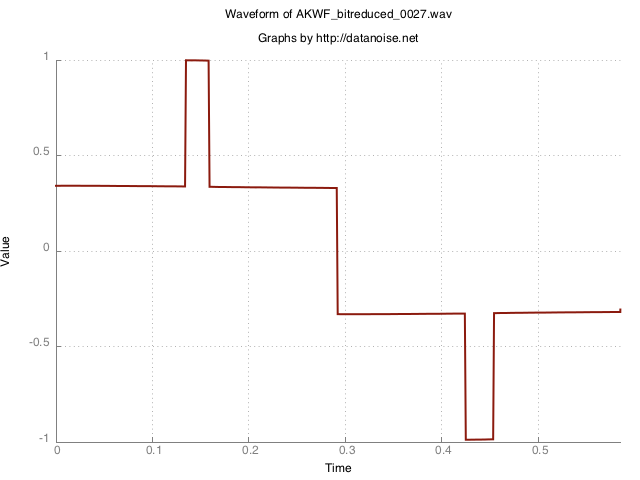 Waveform of AKWF_bitreduced_0027.wav
Graphs by http://datanoise.net
1
0.5
0
-0.5
-1
Value
0 0.1 0.2 0.3 0.4 0.5
Time